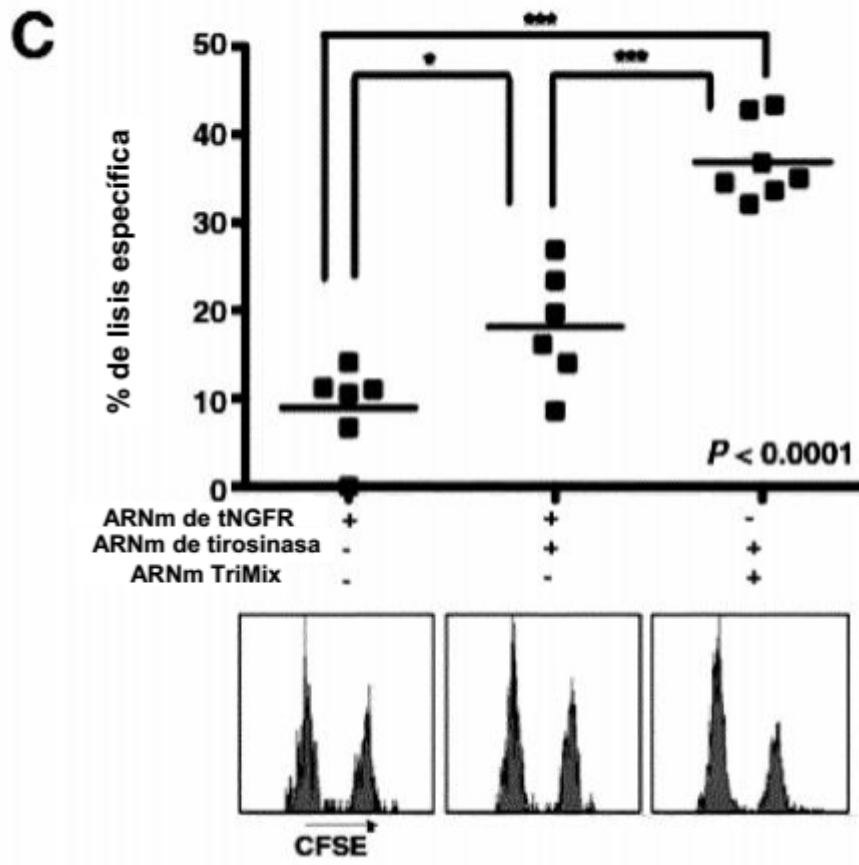 C
***
*
***
50
40
30
20
10
0
% de lisis específica
P < 0.0001
ARNm de tNGFR + + -
ARNm de tirosinasa - + +
ARNm TriMix - - +
CFSE